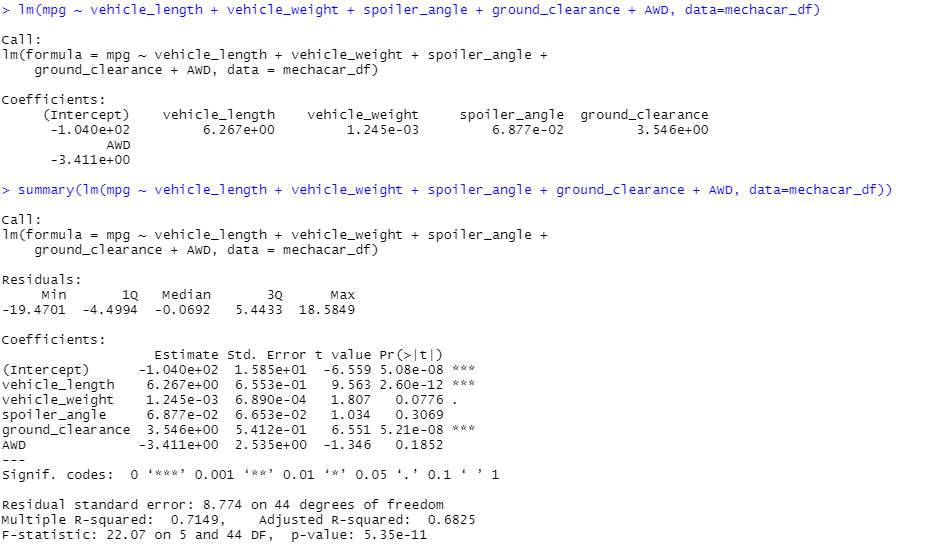 > lm(mpg ~ vehicle_length + vehicle_weight + spoiler_angle + ground_clearance + AWD, data=mechacar_df)
Call:
lm(formula = mpg ~ vehicle_length + vehicle_weight + spoiler_angle +
    ground_clearance + AWD, data = mechacar_df)
Coefficients:
     (Intercept)    vehicle_length    vehicle_weight     spoiler_angle  ground_clearance
      -1.040e+02         6.267e+00         1.245e-03         6.877e-02         3.546e+00
             AWD
      -3.411e+00
> summary(lm(mpg ~ vehicle_length + vehicle_weight + spoiler_angle + ground_clearance + AWD, data=mechacar_df))
Call:
lm(formula = mpg ~ vehicle_length + vehicle_weight + spoiler_angle +
    ground_clearance + AWD, data = mechacar_df)
Residuals:
     Min       1Q   Median       3Q      Max
-19.4701  -4.4994  -0.0692   5.4433  18.5849
Coefficients:
                   Estimate Std. Error t value Pr(>|t|)
(Intercept)      -1.040e+02  1.585e+01  -6.559 5.08e-08 ***
vehicle_length    6.267e+00  6.553e-01   9.563 2.60e-12 ***
vehicle_weight    1.245e-03  6.890e-04   1.807   0.0776 .
spoiler_angle     6.877e-02  6.653e-02   1.034   0.3069
ground_clearance  3.546e+00  5.412e-01   6.551 5.21e-08 ***
AWD              -3.411e+00  2.535e+00  -1.346   0.1852
---
Signif. codes:  0 ‘***’ 0.001 ‘**’ 0.01 ‘*’ 0.05 ‘.’ 0.1 ‘ ’ 1
Residual standard error: 8.774 on 44 degrees of freedom
Multiple R-squared:  0.7149,    Adjusted R-squared:  0.6825
F-statistic: 22.07 on 5 and 44 DF,  p-value: 5.35e-11